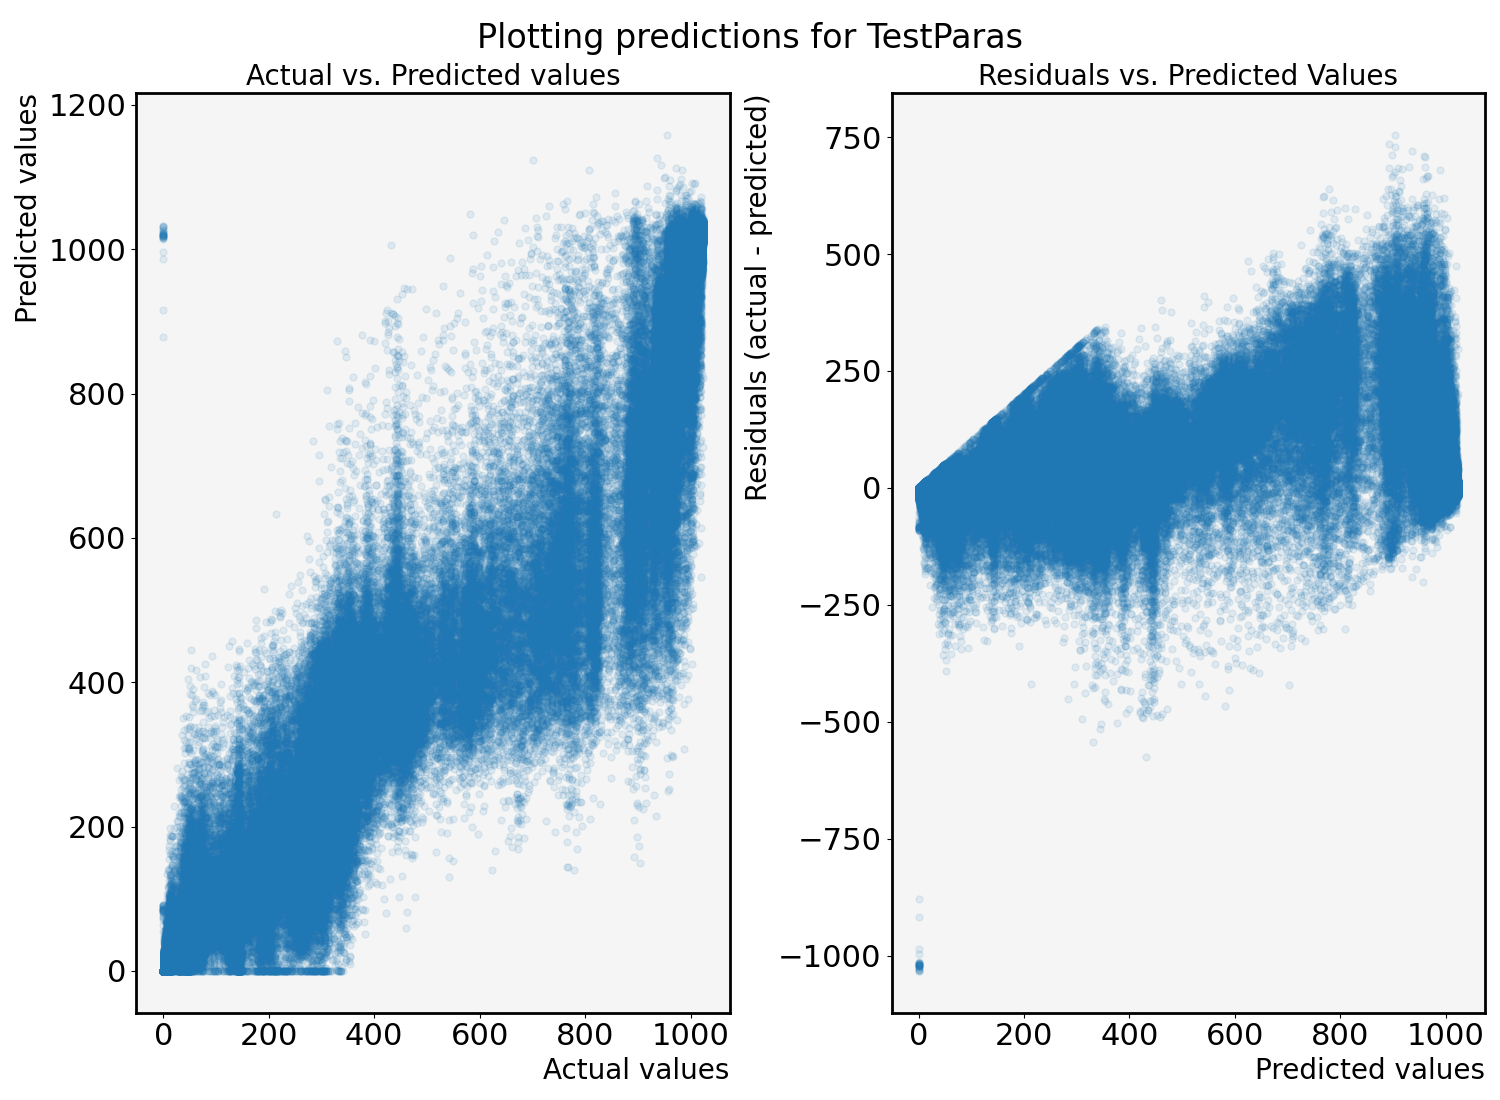 Plotting predictions for TestParas
Actual vs. Predicted values
Predicted values
1200
1000
800
600
400
200
0
0 200 400 600 800 1000
Actual values
Residuals vs. Predicted Values
Residuals (actual - predicted)
750
500
250
0
−250
−500
−750
−1000
0 200 400 600 800 1000
Predicted values